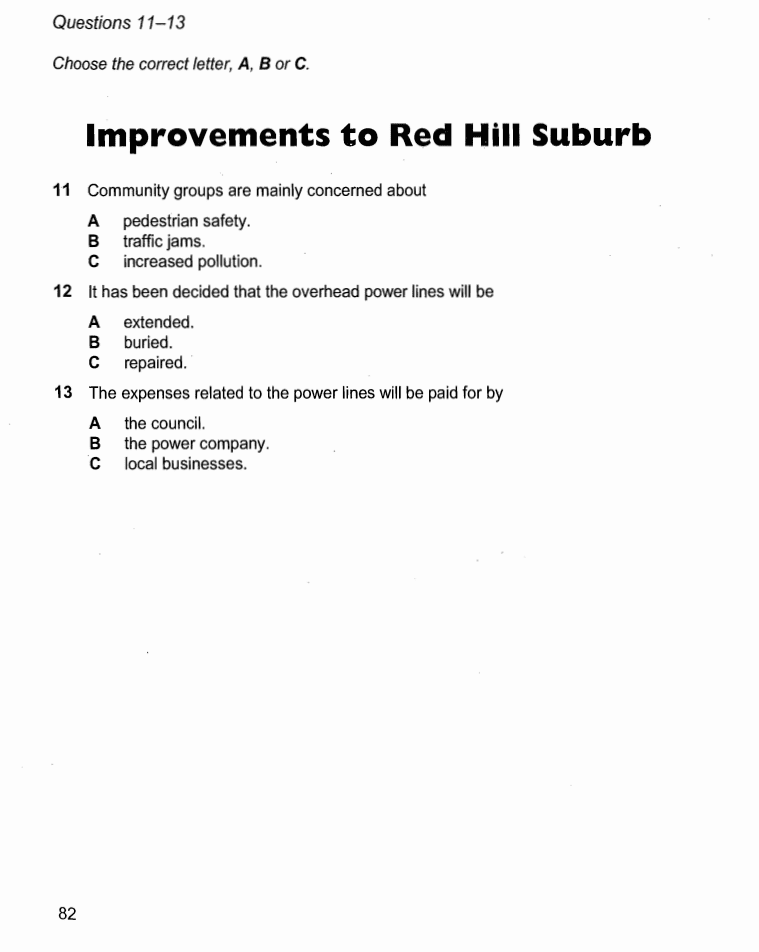 Questions 11–13
Choose the correct letter, A, B or C.
Improvements to Red Hill Suburb
11 Community groups are mainly concerned about
A pedestrian safety.
B traffic jams.
C increased pollution.
12 It has been decided that the overhead power lines will be
A extended.
B buried.
C repaired.
13 The expenses related to the power lines will be paid for by
A the council.
B the power company.
C local businesses.
82